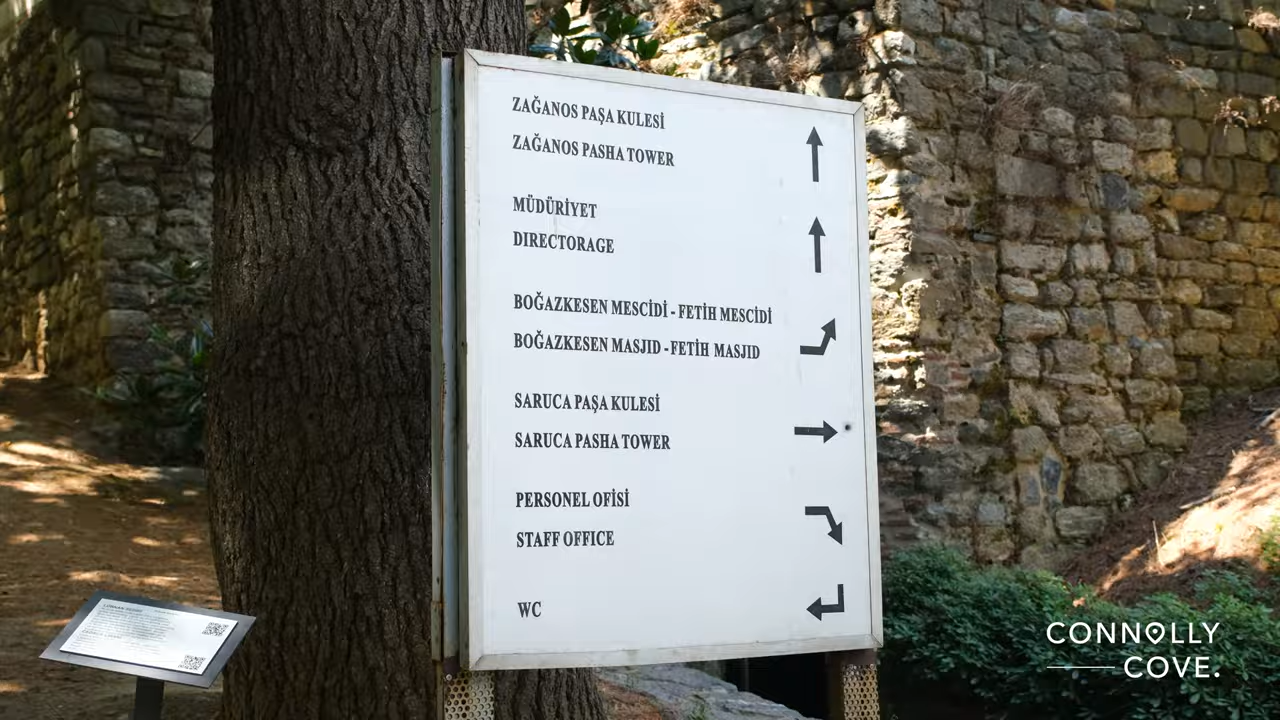 ZAĞANOS PAŞA KULESİ
ZAĞANOS PASHA TOWER
MÜDÜRİYET
DIRECTORAGE
BOĞAZKESEN MESCİDİ - FETİH MESCİDİ
BOĞAZKESEN MASJID - FETİH MASJID
SARUCA PAŞA KULESİ
SARUCA PASHA TOWER
PERSONEL OFİSİ
STAFF OFFICE
WC
CONNOLLY
COVE.